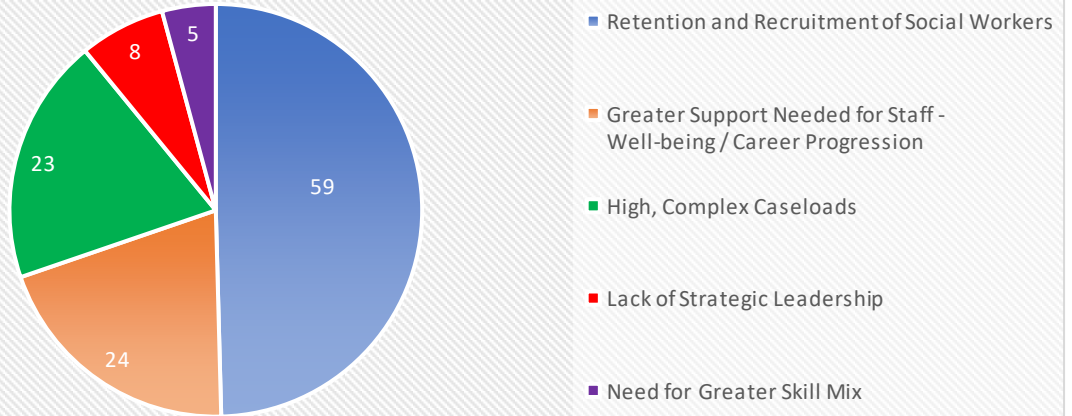 5
8
23
59
24
Retention and Recruitment of Social Workers
Greater Support Needed for Staff -
Well-being / Career Progression
High, Complex Caseloads
Lack of Strategic Leadership
Need for Greater Skill Mix